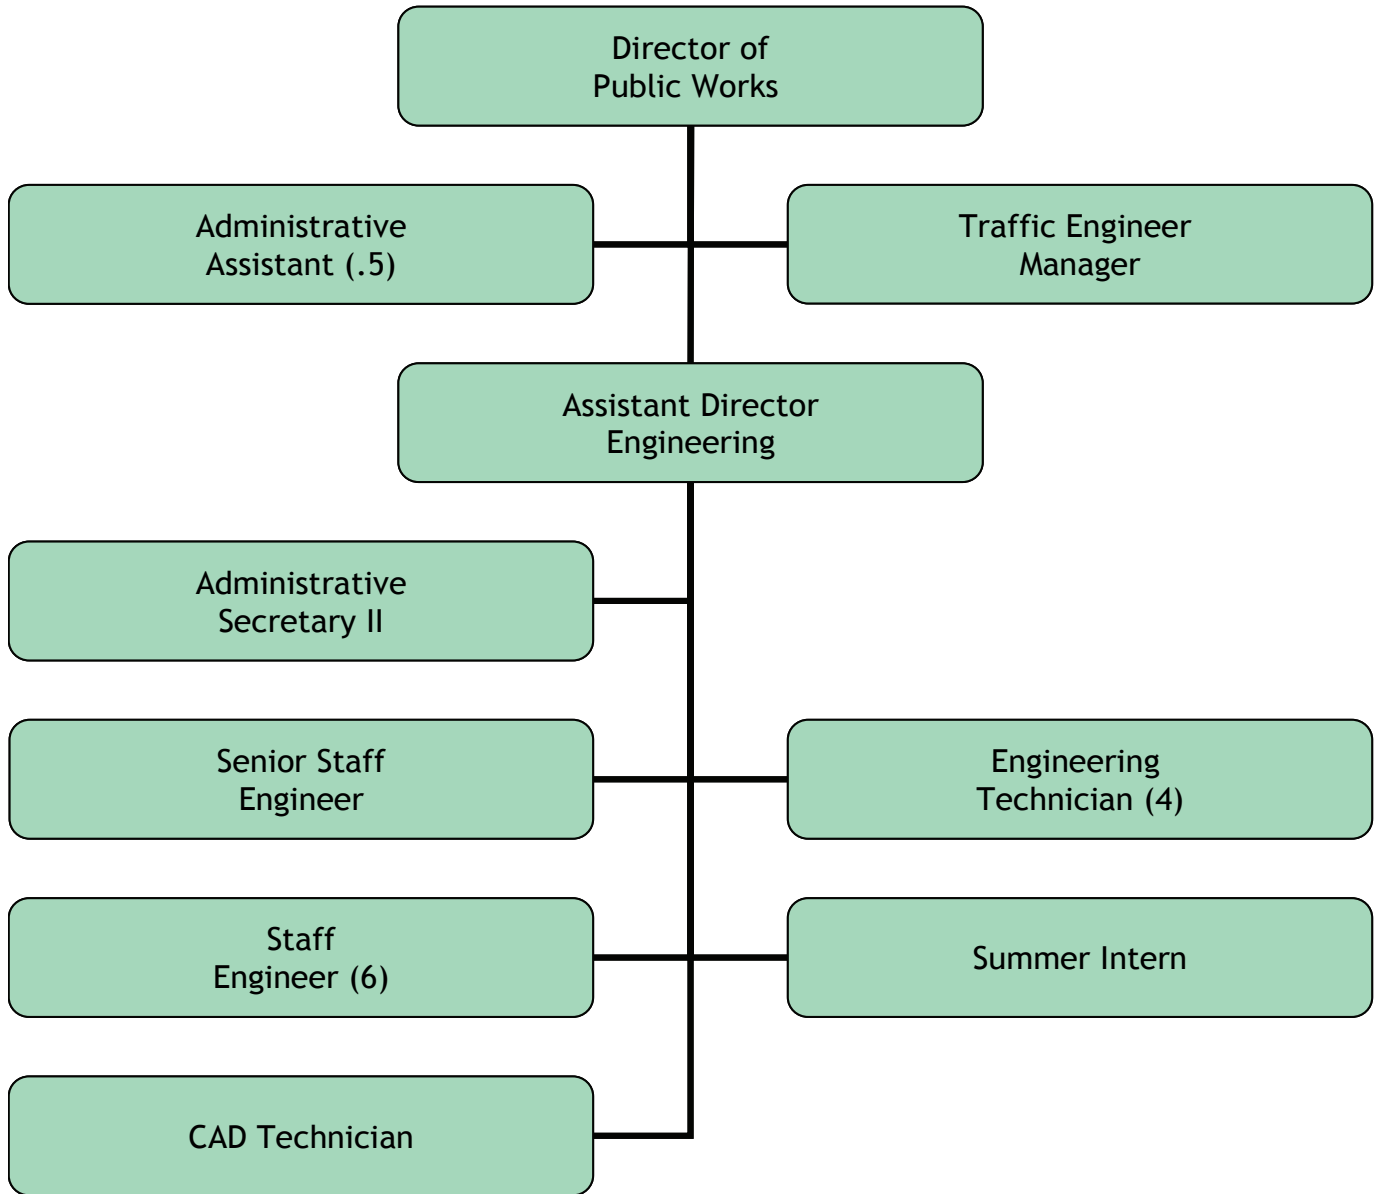 Director of
Public Works
Administrative
Assistant (.5)
Traffic Engineer
Manager
Assistant Director
Engineering
Administrative
Secretary II
Senior Staff
Engineer
Engineering
Technician (4)
Staff
Engineer (6)
Summer Intern
CAD Technician